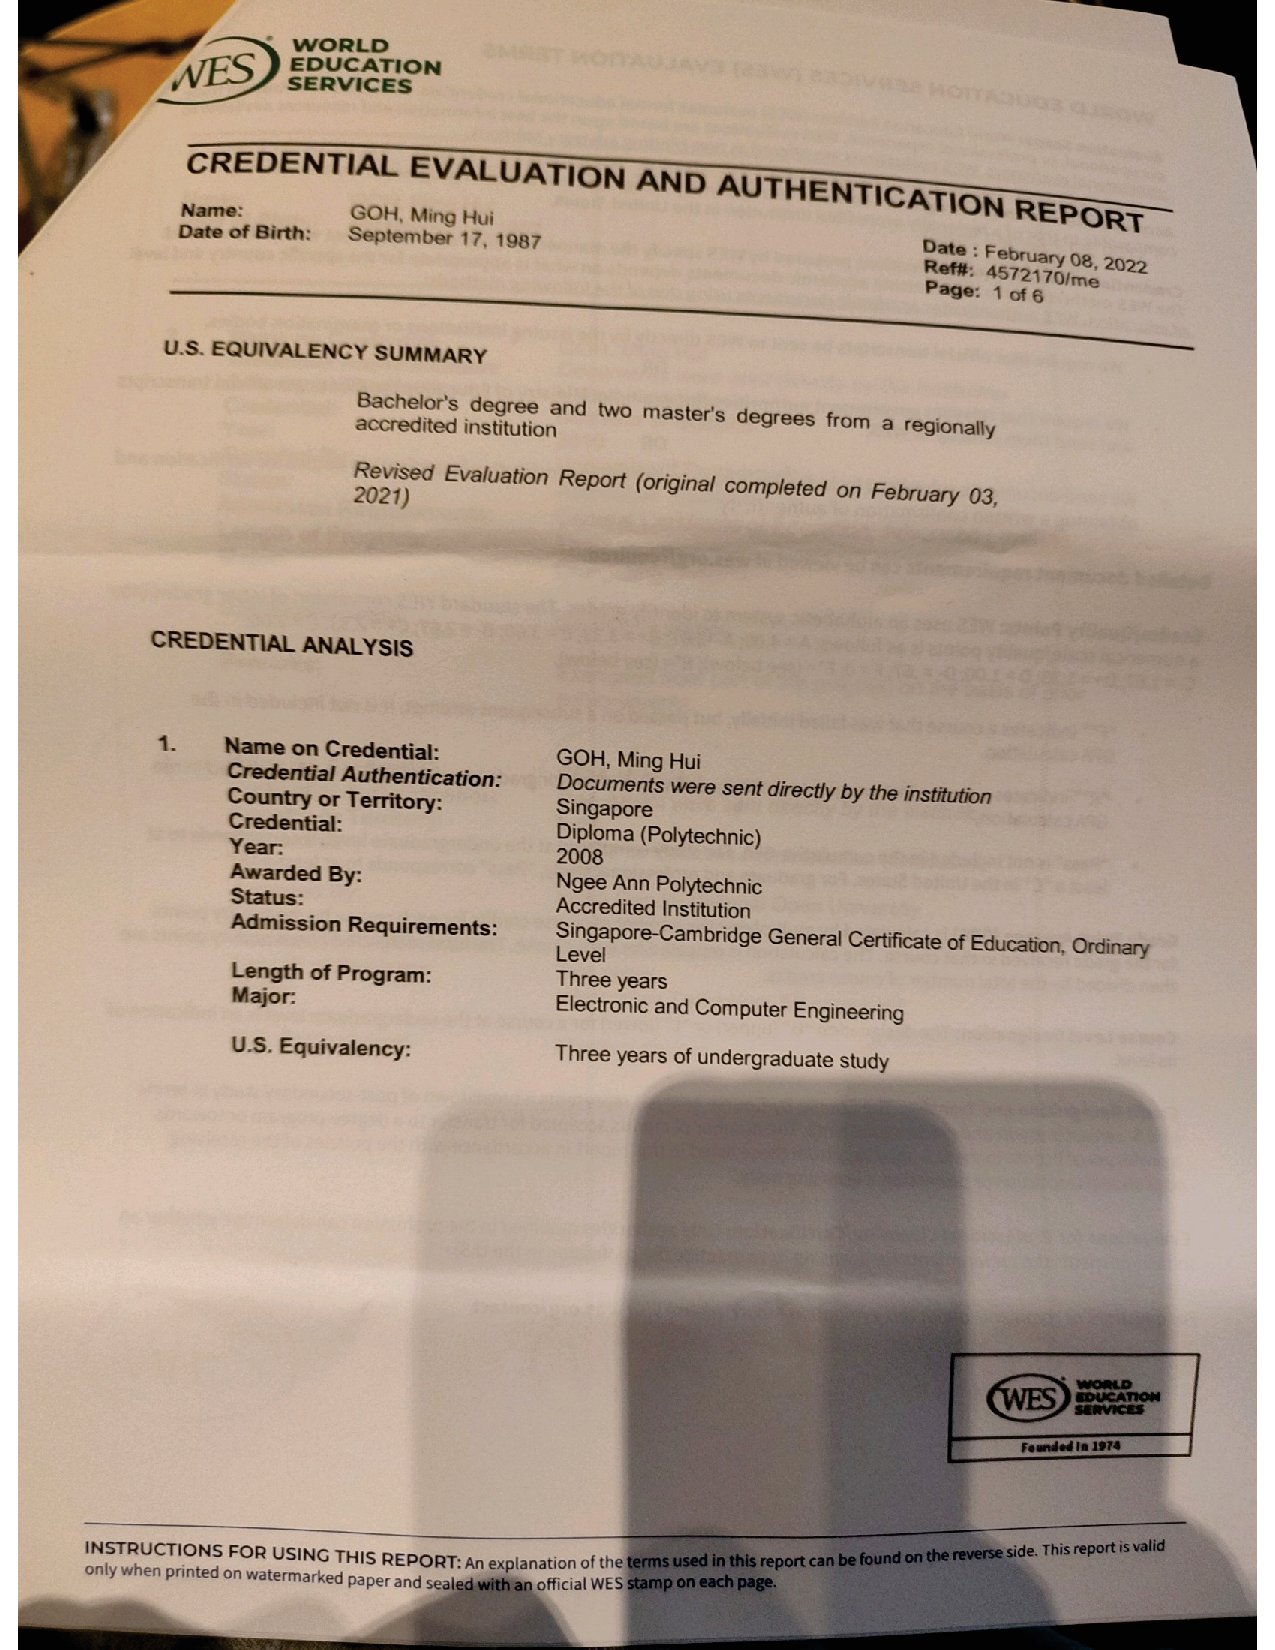 WES
WORLD
EDUCATION
SERVICES
CREDENTIAL EVALUATION AND AUTHENTICATION REPORT
Name: GOH, Ming Hui
Date of Birth: September 17, 1987
Date : February 08, 2022
Ref#: 4572170/me
Page: 1 of 6
U.S. EQUIVALENCY SUMMARY
Bachelor's degree and two master's degrees from a regionally
accredited institution
Revised Evaluation Report (original completed on February 03,
2021)
CREDENTIAL ANALYSIS
1. Name on Credential: GOH, Ming Hui
Credential Authentication: Documents were sent directly by the institution
Country or Territory: Singapore
Credential: Diploma (Polytechnic)
Year: 2008
Awarded By: Ngee Ann Polytechnic
Status: Accredited Institution
Admission Requirements: Singapore-Cambridge General Certificate of Education, Ordinary
Level
Length of Program: Three years
Major: Electronic and Computer Engineering
U.S. Equivalency: Three years of undergraduate study
WES
WORLD
EDUCATION
SERVICES
Founded in 1974
INSTRUCTIONS FOR USING THIS REPORT: An explanation of the terms used in this report can be found on the reverse side. This report is valid
only when printed on watermarked paper and sealed with an official WES stamp on each page.